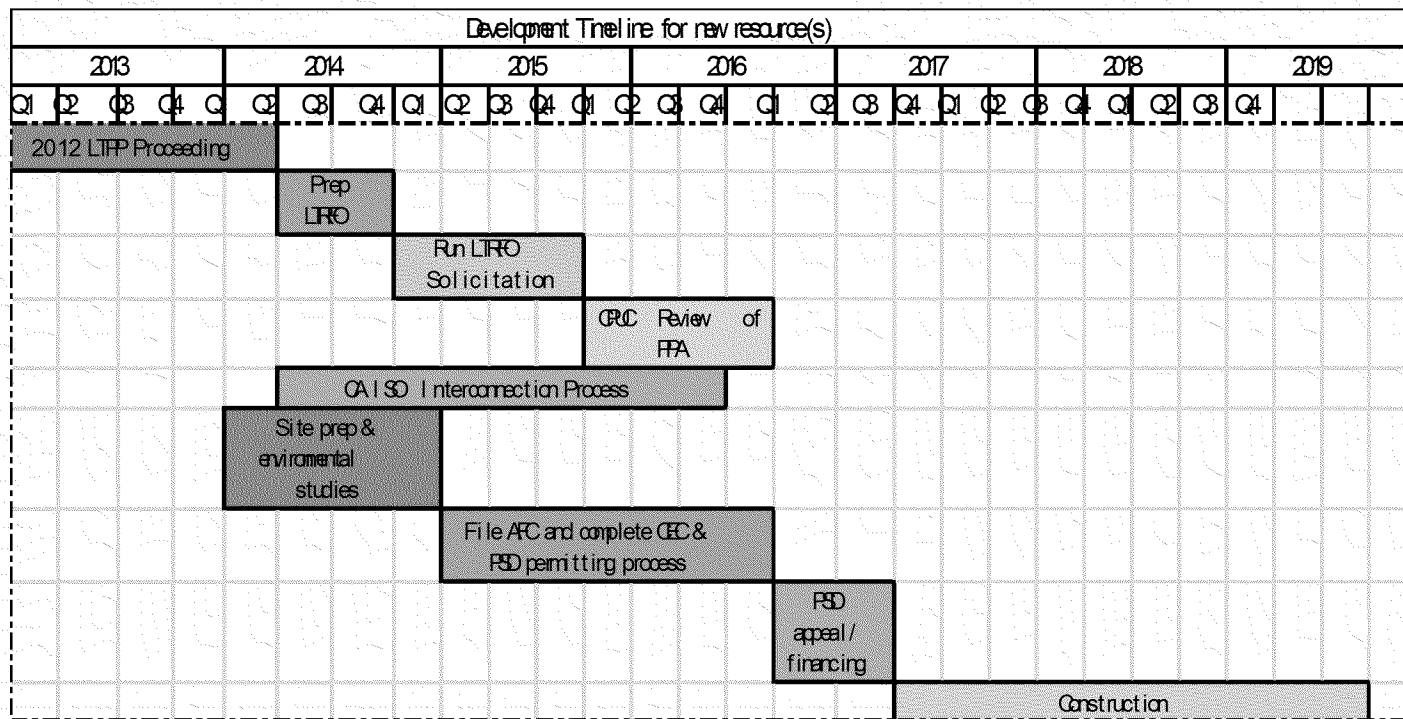 Development Timeline for new resource(s)
2013 2014 2015 2016 2017 2018 2019
Q1 Q2 Q3 Q4 Q1 Q2 Q3 Q4 Q1 Q2 Q3 Q4 Q1 Q2 Q3 Q4 Q1 Q2 Q3 Q4 Q1 Q2 Q3 Q4 Q1 Q2 Q3 Q4
2012 LTPP Proceeding
Prep
LTRFO
Run LTRFO
Solicitation
CPUC Review of
PPA
CAISO Interconnection Process
Site prep &
enviromental
studies
File AFC and complete CEC &
PSD permitting process
PSD
appeal /
financing
Construction